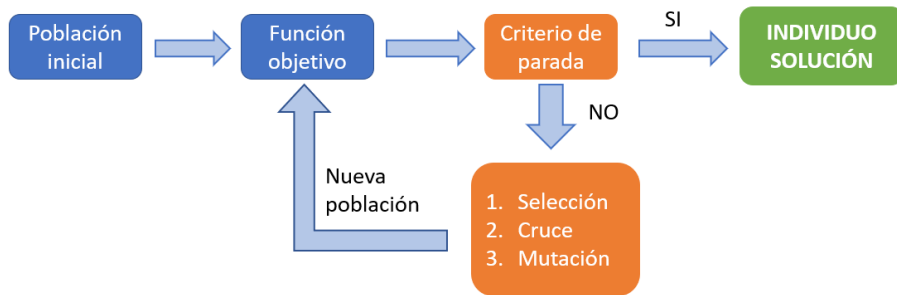 Población
inicial
Función
objetivo
Criterio de
parada
SI
INDIVIDUO
SOLUCIÓN
NO
Nueva
población
1. Selección
2. Cruce
3. Mutación